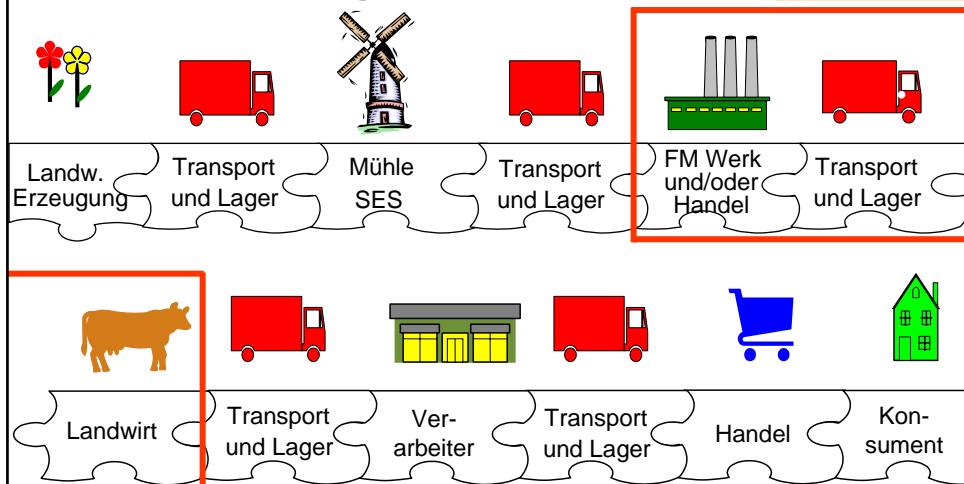 Landw.
Erzeugung
Transport
und Lager
Mühle
SES
Transport
und Lager
FM Werk
und/oder
Handel
Transport
und Lager
Landwirt
Transport
und Lager
Ver-
arbeiter
Transport
und Lager
Handel
Kon-
sument